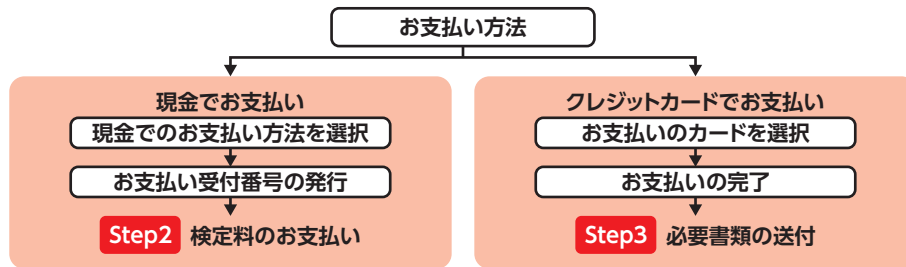 お支払い方法
現金でお支払い
現金でのお支払い方法を選択
お支払い受付番号の発行
Step2 検定料のお支払い
クレジットカードでお支払い
お支払いのカードを選択
お支払いの完了
Step3 必要書類の送付